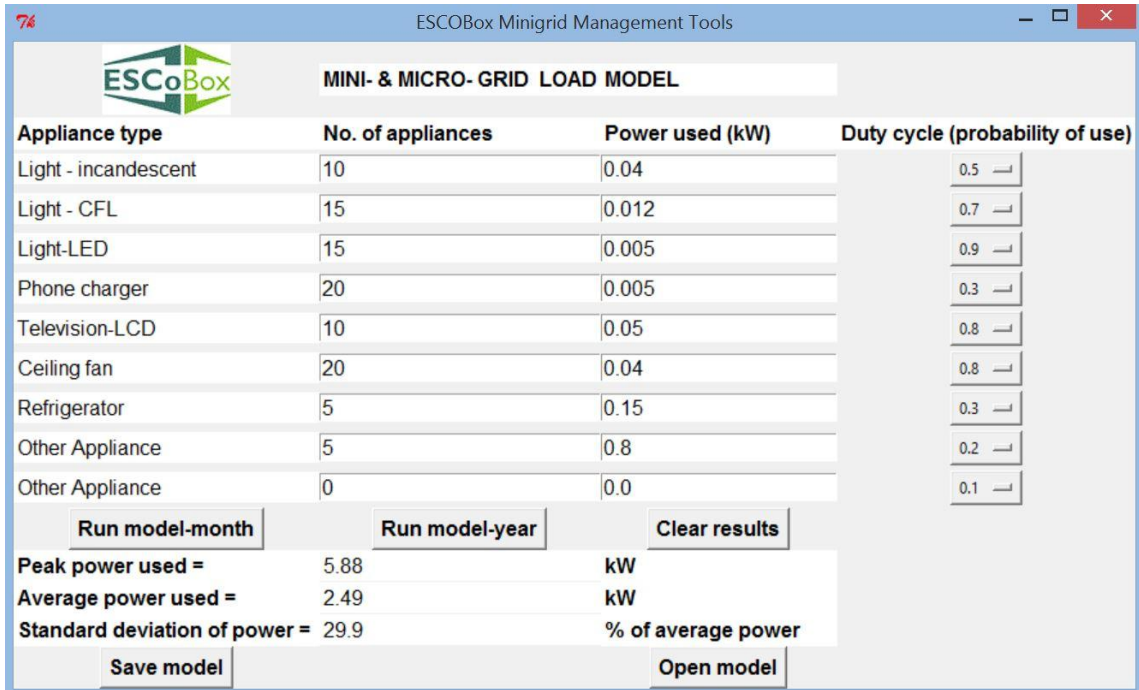 7k ESCOBox Minigrid Management Tools
ESCoBox
MINI- & MICRO- GRID LOAD MODEL
Appliance type No. of appliances Power used (kW) Duty cycle (probability of use)
Light - incandescent 10 0.04 0.5
Light - CFL 15 0.012 0.7
Light-LED 15 0.005 0.9
Phone charger 20 0.005 0.3
Television-LCD 10 0.05 0.8
Ceiling fan 20 0.04 0.8
Refrigerator 5 0.15 0.3
Other Appliance 5 0.8 0.2
Other Appliance 0 0.0 0.1
Run model-month Run model-year Clear results
Peak power used = 5.88 kW
Average power used = 2.49 kW
Standard deviation of power = 29.9 % of average power
Save model Open model